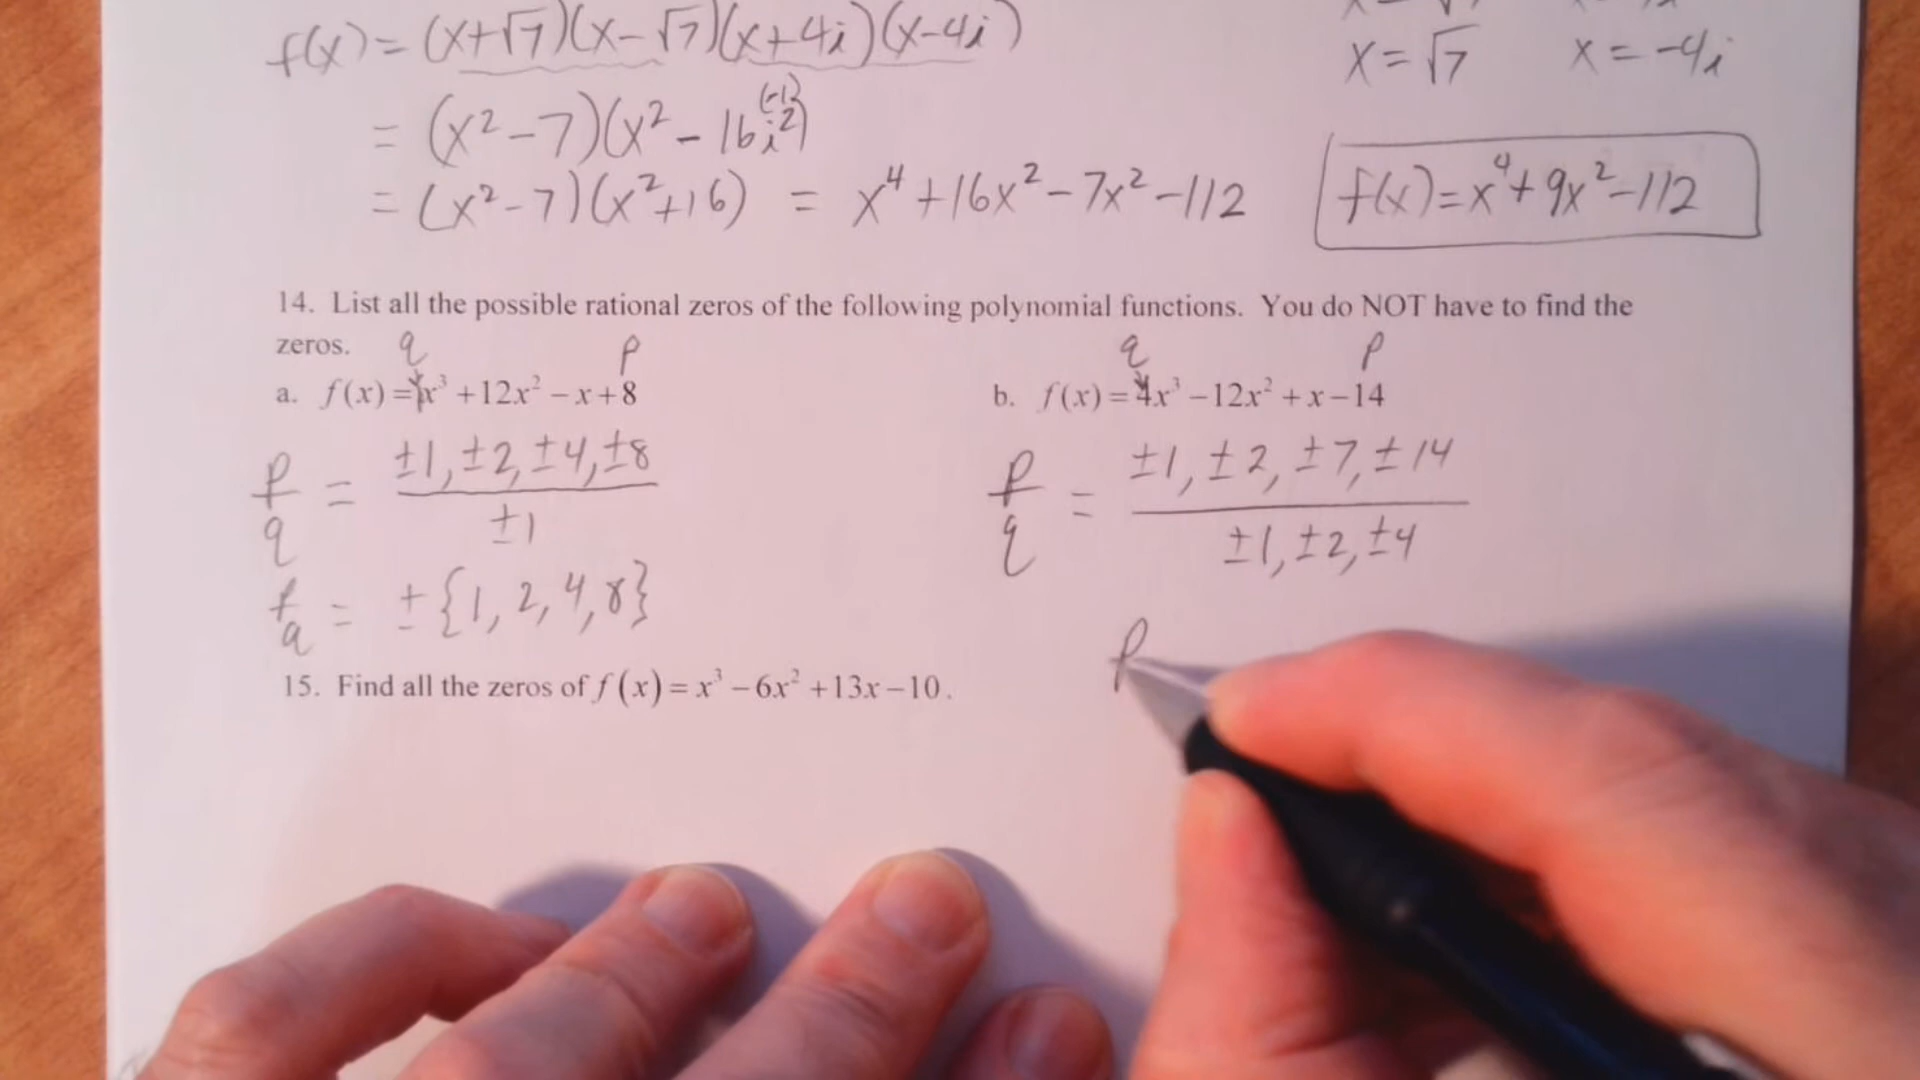 f(x) = (x+√7)(x-√7)(x+4i)(x-4i)
x = √7 x = -4i
= (x² - 7)(x² - 16i²) (-1)
= (x² - 7)(x² + 16) = x⁴ + 16x² - 7x² - 112
f(x) = x⁴ + 9x² - 112
14. List all the possible rational zeros of the following polynomial functions. You do NOT have to find the
zeros.
q p
a. f(x) = 1x³ + 12x² − x + 8
p/q = ±1, ±2, ±4, ±8 / ±1
p/q = ± {1, 2, 4, 8}
q p
b. f(x) = 4x³ − 12x² + x − 14
p/q = ±1, ±2, ±7, ±14 / ±1, ±2, ±4
p
15. Find all the zeros of f(x) = x³ − 6x² + 13x − 10.